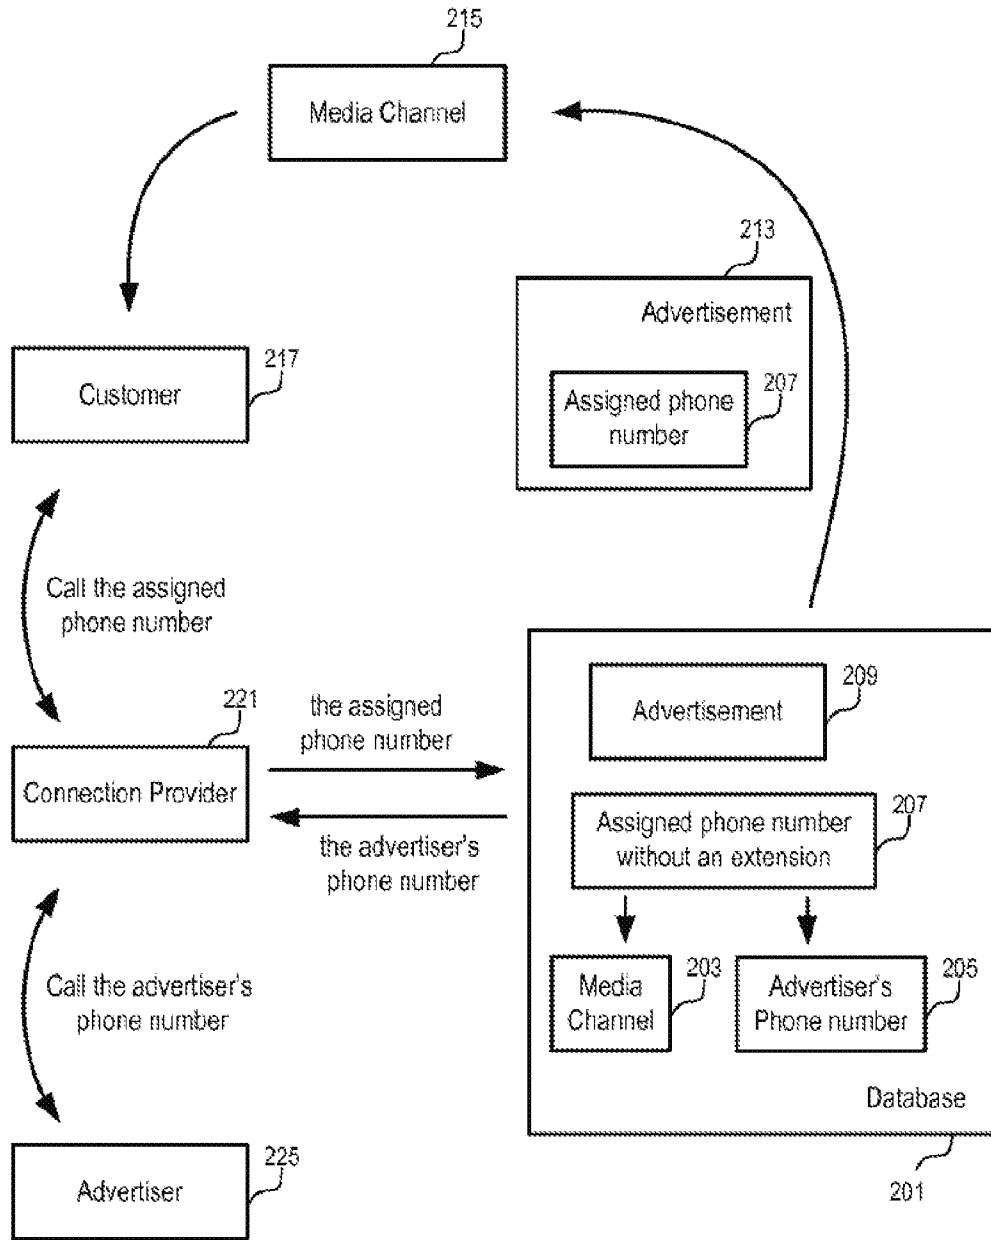 215
Media Channel
213
Advertisement
207
Assigned phone
number
217
Customer
Call the assigned
phone number
221
Connection Provider
the assigned
phone number
the advertiser's
phone number
209
Advertisement
207
Assigned phone number
without an extension
203
Media
Channel
205
Advertiser's
Phone number
Database
201
Call the advertiser's
phone number
225
Advertiser